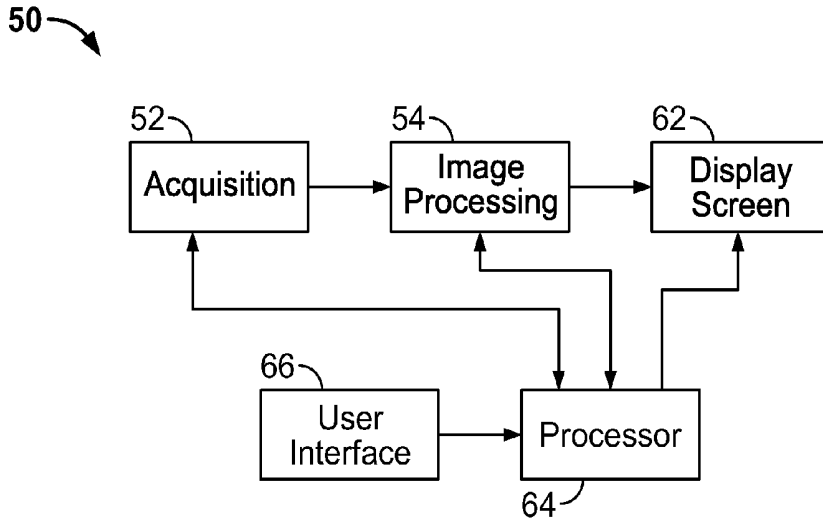 50
52
Acquisition
54
Image
Processing
62
Display
Screen
66
User
Interface
Processor
64